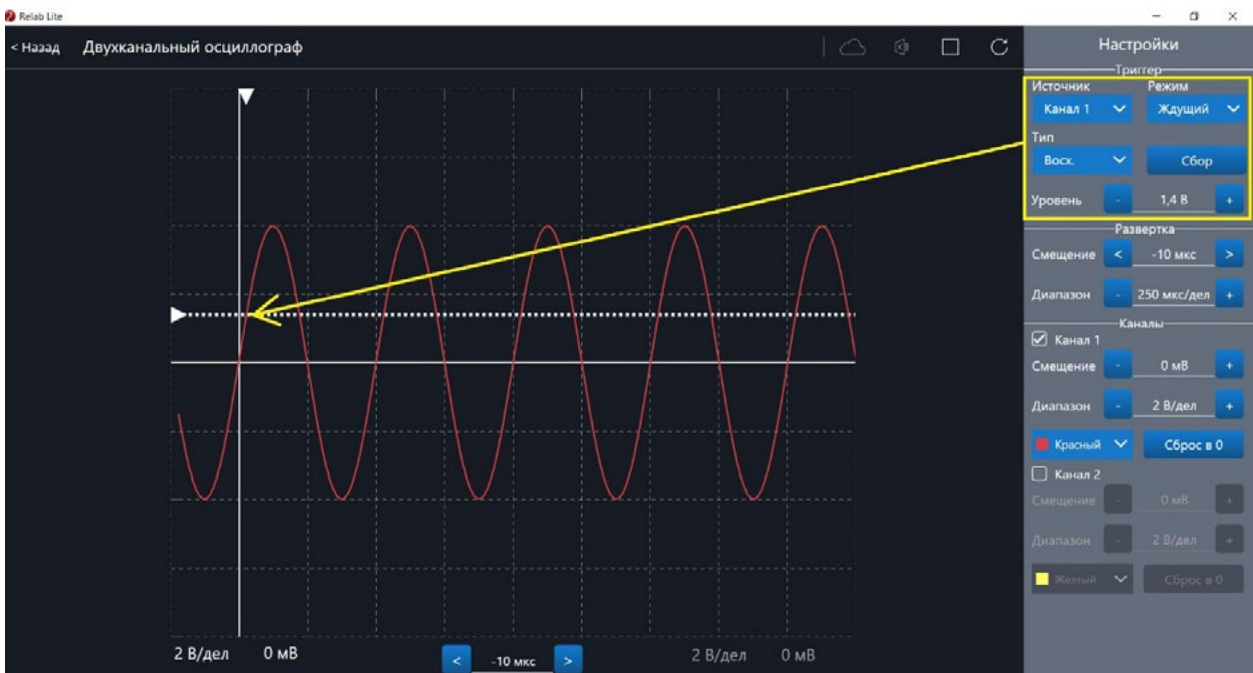 Relab Lite
< Назад Двухканальный осциллограф
Настройки
Триггер
Источник Режим
Канал 1 Ждущий
Тип
Восх. Сбор
Уровень - 1,4 В +
Развертка
Смещение < -10 мкс >
Диапазон - 250 мкс/дел +
Каналы
Канал 1
Смещение - 0 мВ +
Диапазон - 2 В/дел +
Красный Сброс в 0
Канал 2
Смещение - 0 мВ +
Диапазон - 2 В/дел +
Желтый Сброс в 0
2 В/дел 0 мВ < -10 мкс > 2 В/дел 0 мВ